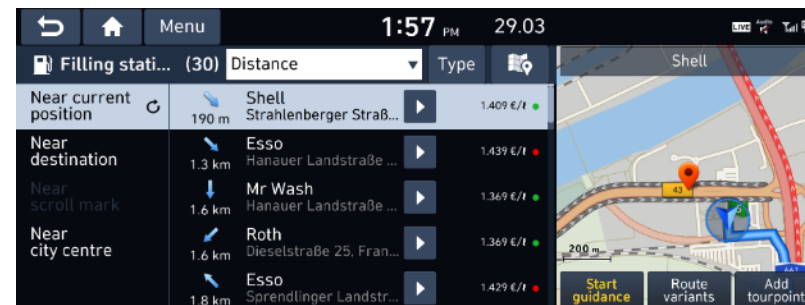 Menu
1:57 PM
29.03
LIVE
Audio
Filling stati... (30)
Distance
Type
Shell
Near current position
Near destination
Near scroll mark
Near city centre
190 m
Shell
Strahlenberger Straß...
1.409 €/ℓ
1.3 km
Esso
Hanauer Landstraße ...
1.439 €/ℓ
1.6 km
Mr Wash
Hanauer Landstraße ...
1.369 €/ℓ
1.6 km
Roth
Dieselstraße 25, Fran...
1.369 €/ℓ
1.8 km
Esso
Sprendlinger Landstr...
1.429 €/ℓ
43
200 m
661
Start guidance
Route variants
Add tourpoint